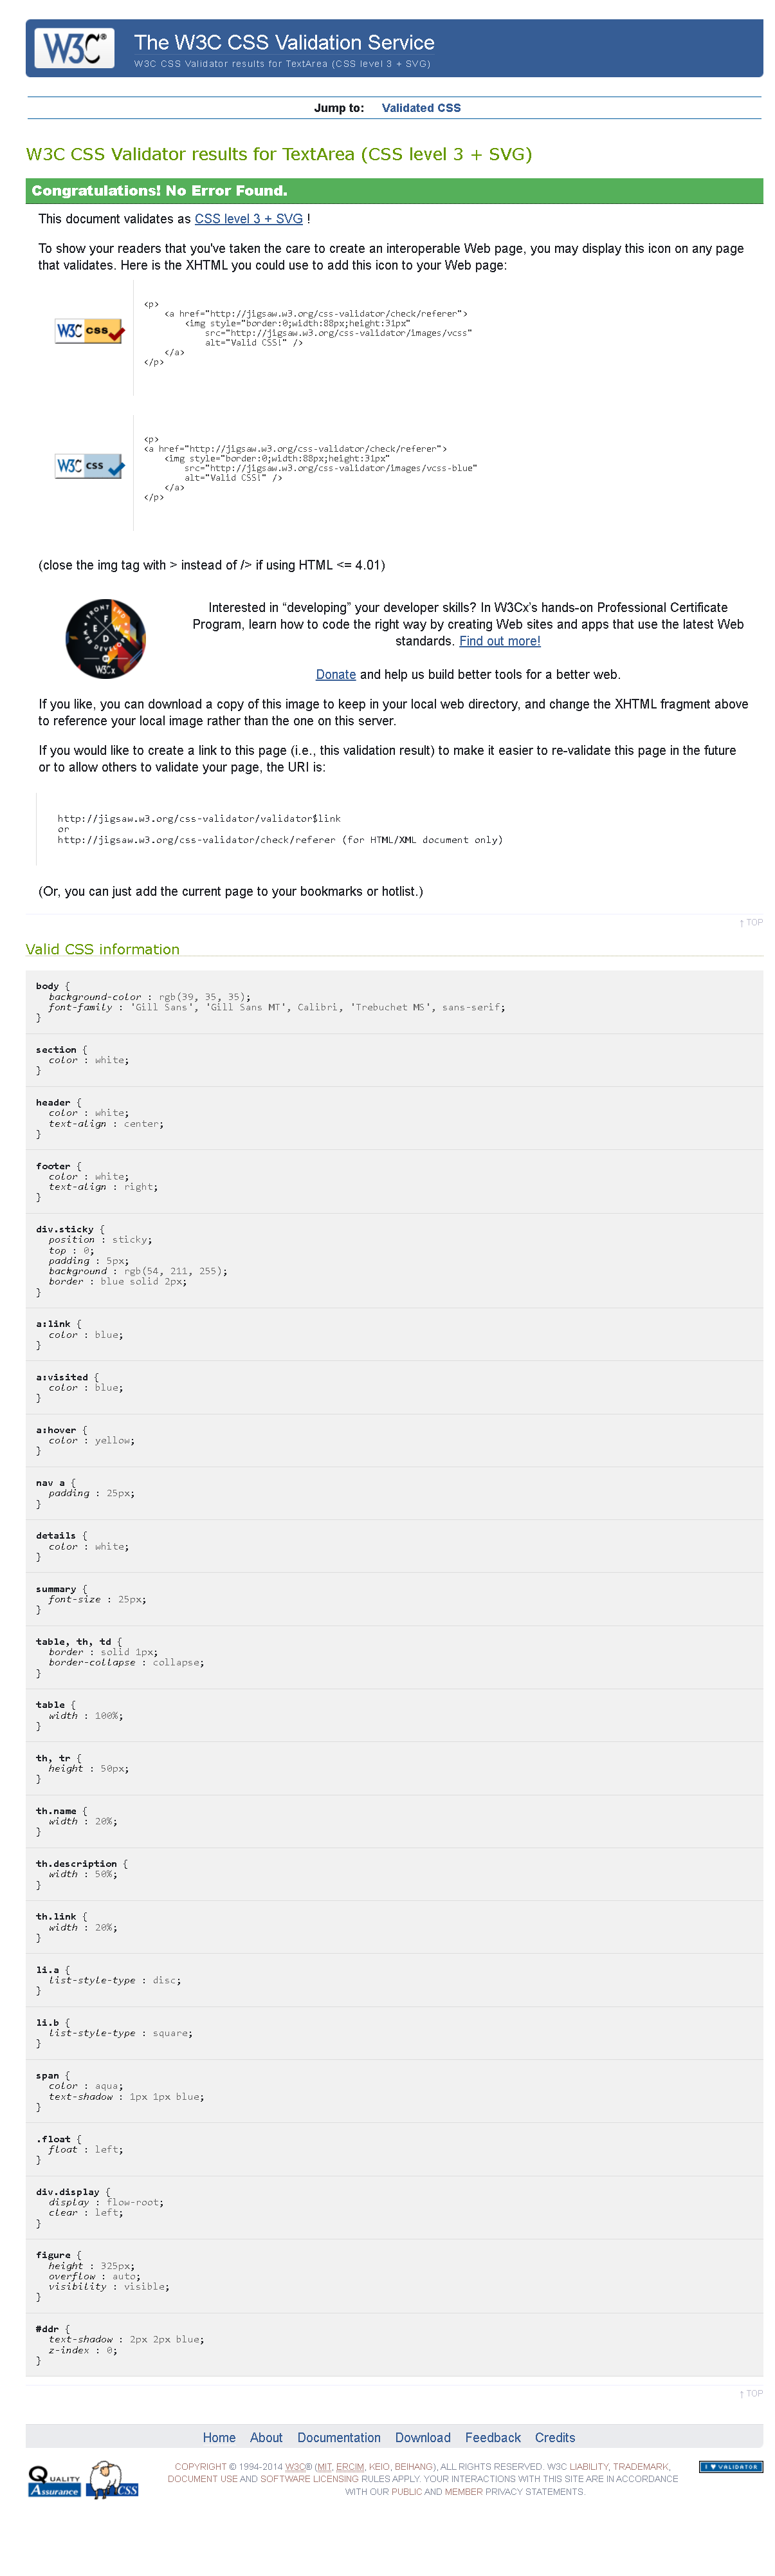 W3C®
The W3C CSS Validation Service
W3C CSS Validator results for TextArea (CSS level 3 + SVG)
Jump to: Validated CSS
W3C CSS Validator results for TextArea (CSS level 3 + SVG)
Congratulations! No Error Found.
This document validates as CSS level 3 + SVG !
To show your readers that you've taken the care to create an interoperable Web page, you may display this icon on any page
that validates. Here is the XHTML you could use to add this icon to your Web page:
W3C css
<p>
<a href="http://jigsaw.w3.org/css-validator/check/referer">
<img style="border:0;width:88px;height:31px"
src="http://jigsaw.w3.org/css-validator/images/vcss"
alt="Valid CSS!" />
</a>
</p>
W3C css
<p>
<a href="http://jigsaw.w3.org/css-validator/check/referer">
<img style="border:0;width:88px;height:31px"
src="http://jigsaw.w3.org/css-validator/images/vcss-blue"
alt="Valid CSS!" />
</a>
</p>
(close the img tag with > instead of /> if using HTML <= 4.01)
FRONT END
F E W D
WEB DEVELOPER
W3Cx
Interested in “developing” your developer skills? In W3Cx’s hands-on Professional Certificate
Program, learn how to code the right way by creating Web sites and apps that use the latest Web
standards. Find out more!
Donate and help us build better tools for a better web.
If you like, you can download a copy of this image to keep in your local web directory, and change the XHTML fragment above
to reference your local image rather than the one on this server.
If you would like to create a link to this page (i.e., this validation result) to make it easier to re-validate this page in the future
or to allow others to validate your page, the URI is:
http://jigsaw.w3.org/css-validator/validator$link
or
http://jigsaw.w3.org/css-validator/check/referer (for HTML/XML document only)
(Or, you can just add the current page to your bookmarks or hotlist.)
↑ TOP
Valid CSS information
body {
background-color : rgb(39, 35, 35);
font-family : 'Gill Sans', 'Gill Sans MT', Calibri, 'Trebuchet MS', sans-serif;
}
section {
color : white;
}
header {
color : white;
text-align : center;
}
footer {
color : white;
text-align : right;
}
div.sticky {
position : sticky;
top : 0;
padding : 5px;
background : rgb(54, 211, 255);
border : blue solid 2px;
}
a:link {
color : blue;
}
a:visited {
color : blue;
}
a:hover {
color : yellow;
}
nav a {
padding : 25px;
}
details {
color : white;
}
summary {
font-size : 25px;
}
table, th, td {
border : solid 1px;
border-collapse : collapse;
}
table {
width : 100%;
}
th, tr {
height : 50px;
}
th.name {
width : 20%;
}
th.description {
width : 50%;
}
th.link {
width : 20%;
}
li.a {
list-style-type : disc;
}
li.b {
list-style-type : square;
}
span {
color : aqua;
text-shadow : 1px 1px blue;
}
.float {
float : left;
}
div.display {
display : flow-root;
clear : left;
}
figure {
height : 325px;
overflow : auto;
visibility : visible;
}
#ddr {
text-shadow : 2px 2px blue;
z-index : 0;
}
↑ TOP
Home About Documentation Download Feedback Credits
QUALITY
Assurance
CSS
COPYRIGHT © 1994-2014 W3C® (MIT, ERCIM, KEIO, BEIHANG), ALL RIGHTS RESERVED. W3C LIABILITY, TRADEMARK,
DOCUMENT USE AND SOFTWARE LICENSING RULES APPLY. YOUR INTERACTIONS WITH THIS SITE ARE IN ACCORDANCE
WITH OUR PUBLIC AND MEMBER PRIVACY STATEMENTS.
I ♥ VALIDATOR